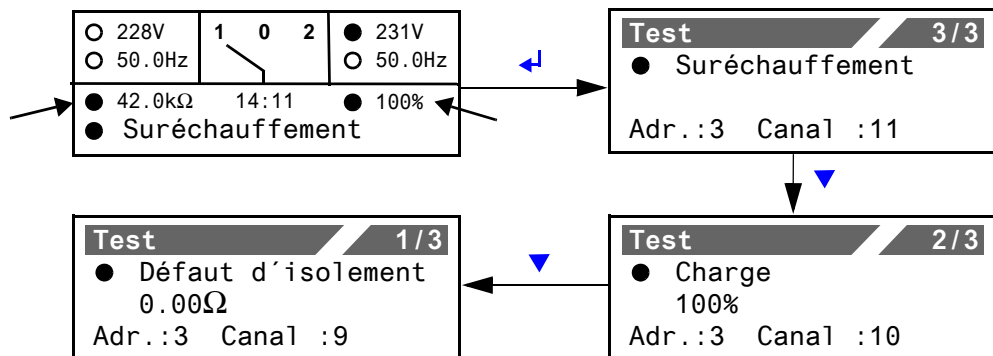 228V 1 0 2 231V
50.0Hz 50.0Hz
42.0kΩ 14:11 100%
Suréchauffement
Test 3/3
Suréchauffement
Adr.:3 Canal :11
Test 1/3
Défaut d´isolement
0.00Ω
Adr.:3 Canal :9
Test 2/3
Charge
100%
Adr.:3 Canal :10